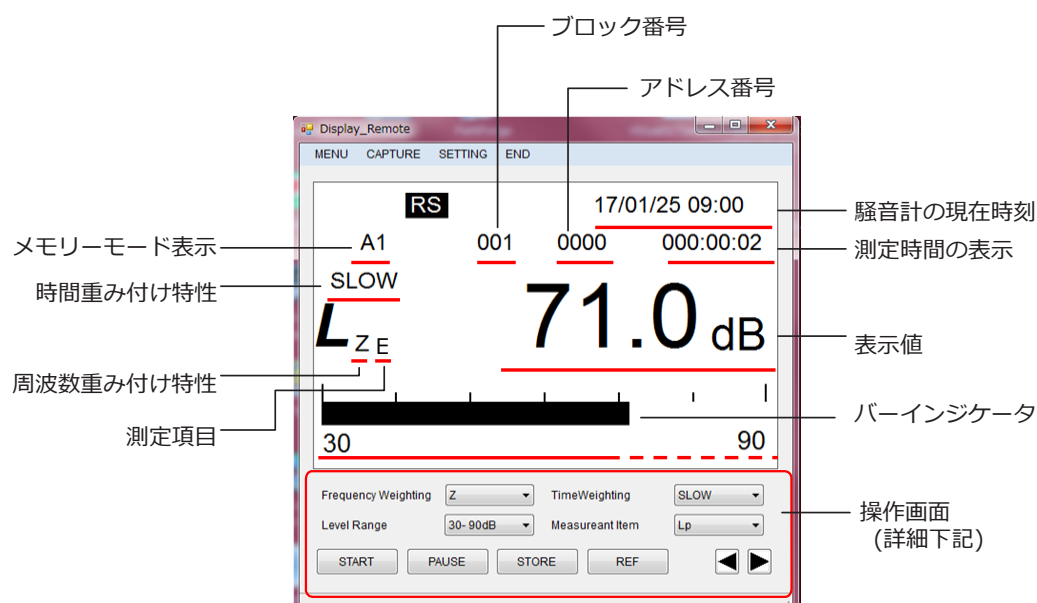 ブロック番号
アドレス番号
Display_Remote
MENU CAPTURE SETTING END
RS 17/01/25 09:00
騒音計の現在時刻
メモリーモード表示
A1 001 0000 000:00:02
測定時間の表示
時間重み付け特性
SLOW
L Z E 71.0 dB
表示値
周波数重み付け特性
バーインジケータ
測定項目
30 90
Frequency Weighting Z TimeWeighting SLOW
Level Range 30- 90dB Measureant Item Lp
操作画面
(詳細下記)
START PAUSE STORE REF